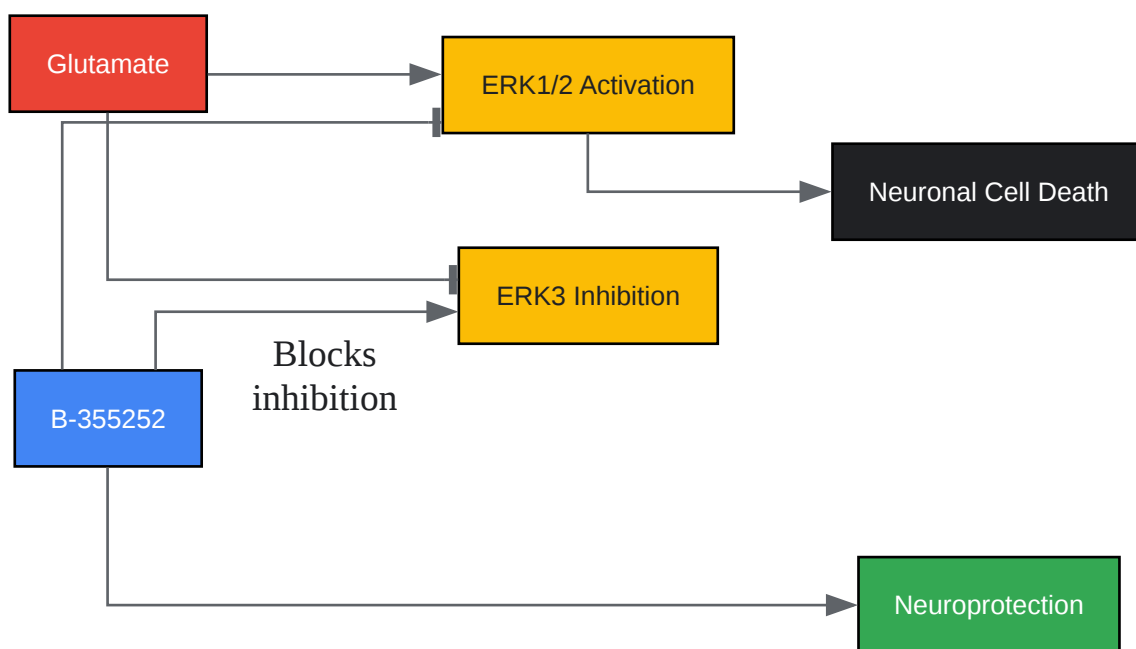 Glutamate
ERK1/2 Activation
Neuronal Cell Death
ERK3 Inhibition
Blocks
inhibition
B-355252
Neuroprotection